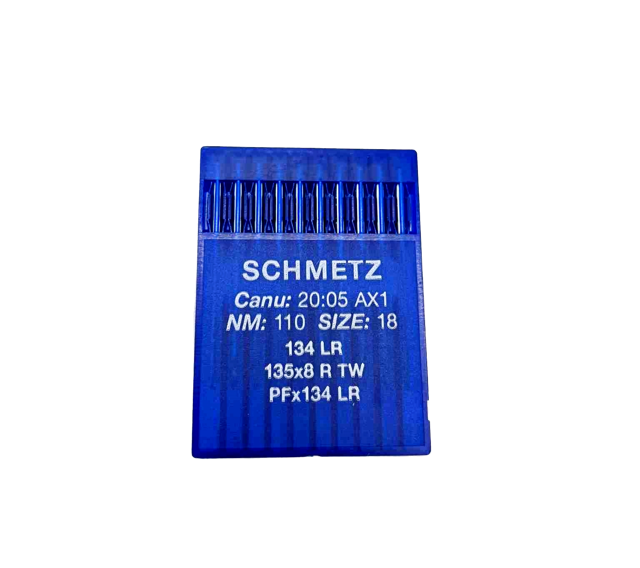 SCHMETZ
Canu: 20:05 AX1
NM: 110 SIZE: 18
134 LR
135x8 R TW
PFx134 LR